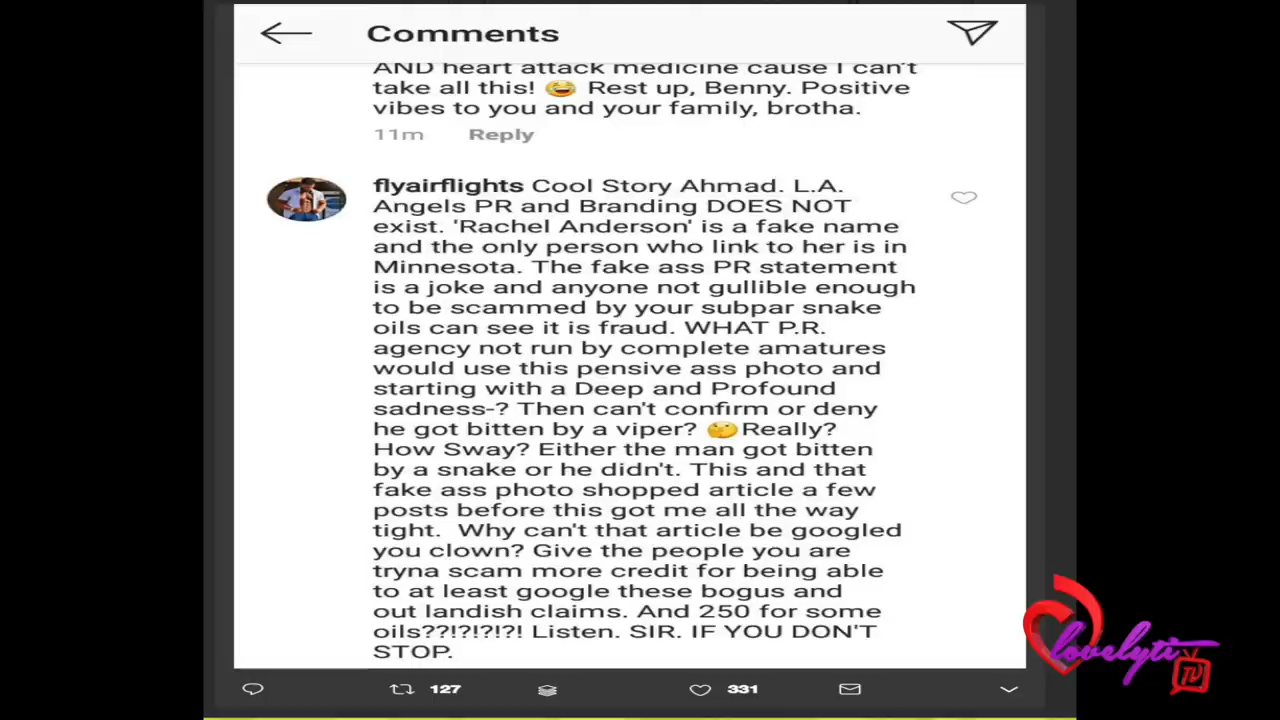 Comments
AND heart attack medicine cause I can't
take all this! 😂 Rest up, Benny. Positive
vibes to you and your family, brotha.
11m Reply
flyairflights Cool Story Ahmad. L.A.
Angels PR and Branding DOES NOT
exist. 'Rachel Anderson' is a fake name
and the only person who link to her is in
Minnesota. The fake ass PR statement
is a joke and anyone not gullible enough
to be scammed by your subpar snake
oils can see it is fraud. WHAT P.R.
agency not run by complete amatures
would use this pensive ass photo and
starting with a Deep and Profound
sadness-? Then can't confirm or deny
he got bitten by a viper? 🤔Really?
How Sway? Either the man got bitten
by a snake or he didn't. This and that
fake ass photo shopped article a few
posts before this got me all the way
tight. Why can't that article be googled
you clown? Give the people you are
tryna scam more credit for being able
to at least google these bogus and
out landish claims. And 250 for some
oils??!?!?!?! Listen. SIR. IF YOU DON'T
STOP.
127 331
lovelyti
TV